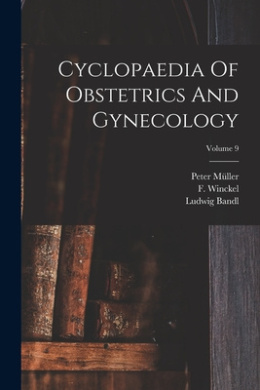 Cyclopaedia Of
Obstetrics And
Gynecology
Volume 9
Peter Müller
F. Winckel
Ludwig Bandl